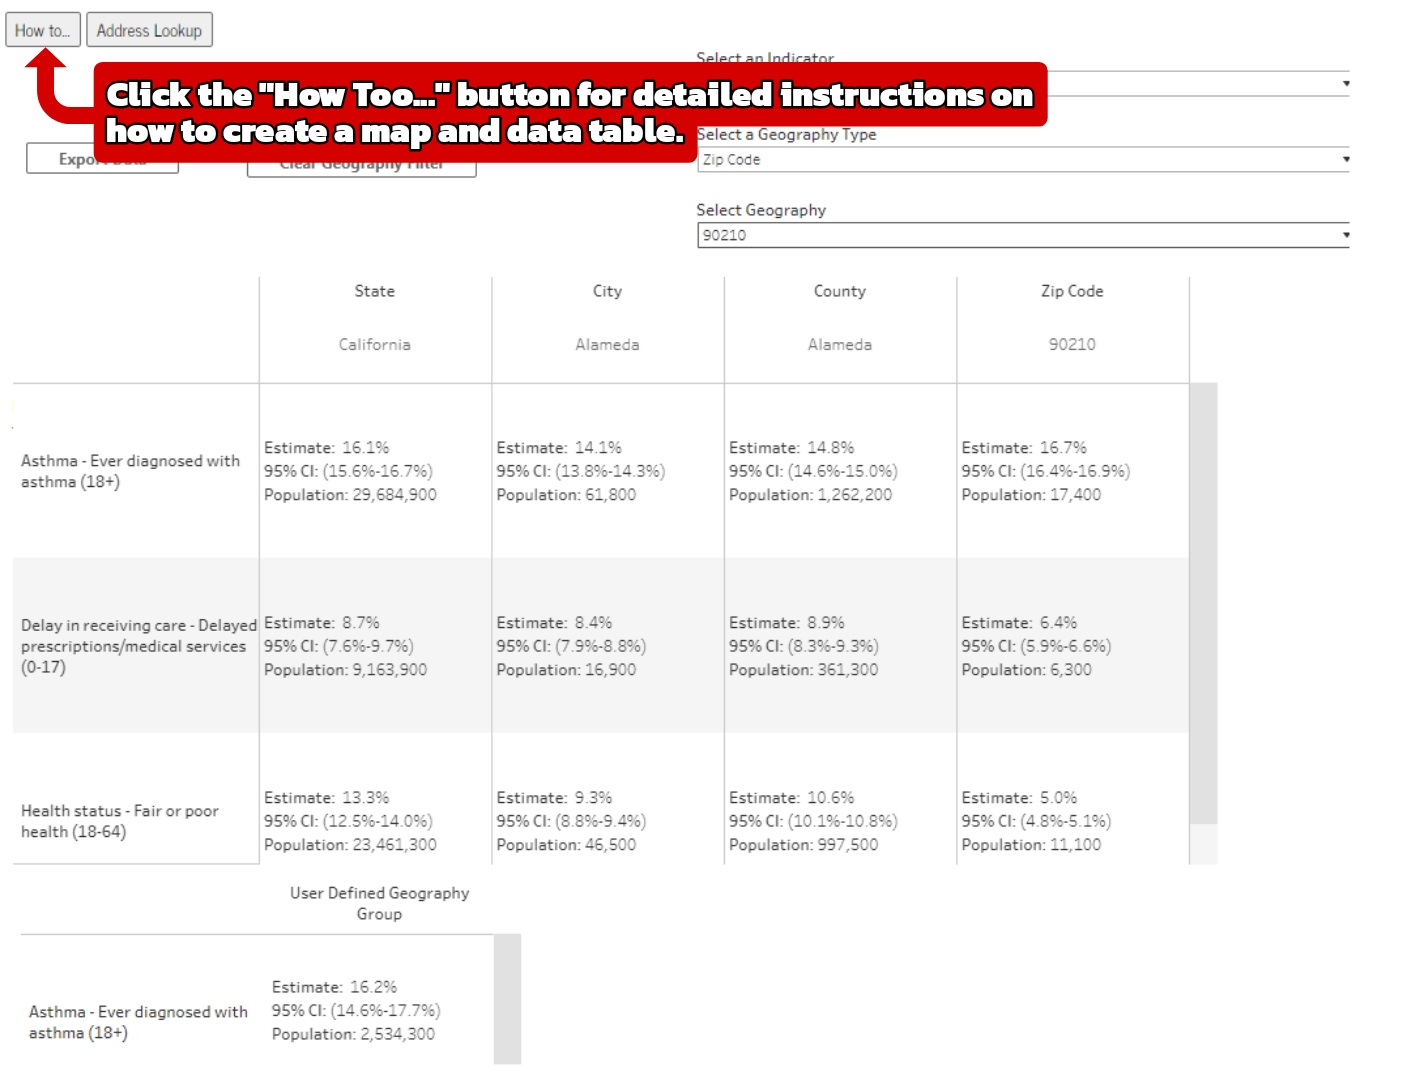 How to...
Address Lookup
Select an Indicator
Click the "How Too..." button for detailed instructions on
how to create a map and data table.
Select a Geography Type
Export Data
Clear Geography Filter
Zip Code
Select Geography
90210
State
City
County
Zip Code
California
Alameda
Alameda
90210
Asthma - Ever diagnosed with
asthma (18+)
Estimate: 16.1%
95% CI: (15.6%-16.7%)
Population: 29,684,900
Estimate: 14.1%
95% CI: (13.8%-14.3%)
Population: 61,800
Estimate: 14.8%
95% CI: (14.6%-15.0%)
Population: 1,262,200
Estimate: 16.7%
95% CI: (16.4%-16.9%)
Population: 17,400
Delay in receiving care - Delayed
prescriptions/medical services
(0-17)
Estimate: 8.7%
95% CI: (7.6%-9.7%)
Population: 9,163,900
Estimate: 8.4%
95% CI: (7.9%-8.8%)
Population: 16,900
Estimate: 8.9%
95% CI: (8.3%-9.3%)
Population: 361,300
Estimate: 6.4%
95% CI: (5.9%-6.6%)
Population: 6,300
Health status - Fair or poor
health (18-64)
Estimate: 13.3%
95% CI: (12.5%-14.0%)
Population: 23,461,300
Estimate: 9.3%
95% CI: (8.8%-9.4%)
Population: 46,500
Estimate: 10.6%
95% CI: (10.1%-10.8%)
Population: 997,500
Estimate: 5.0%
95% CI: (4.8%-5.1%)
Population: 11,100
User Defined Geography
Group
Asthma - Ever diagnosed with
asthma (18+)
Estimate: 16.2%
95% CI: (14.6%-17.7%)
Population: 2,534,300